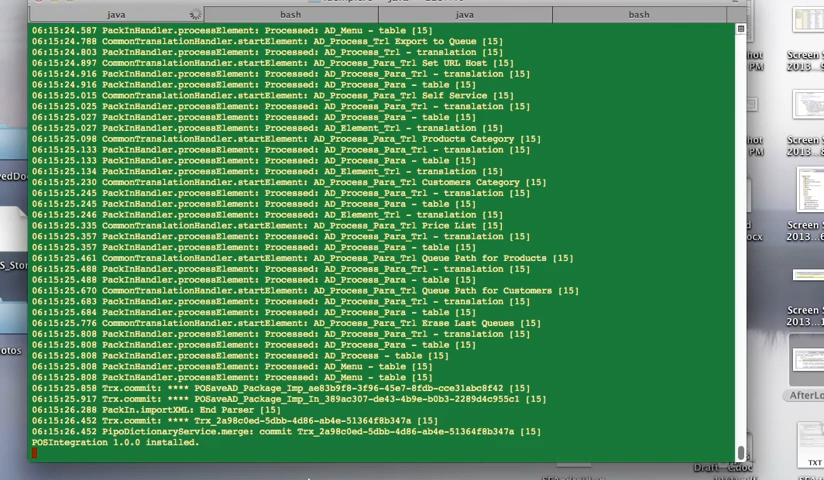 java
bash
java
bash
06:15:24.587 PackInHandler.processElement: Processed: AD_Menu - table [15]
06:15:24.788 CommonTranslationHandler.startElement: AD_Process_Trl Export to Queue [15]
06:15:24.803 PackInHandler.processElement: Processed: AD_Process_Trl - translation [15]
06:15:24.897 CommonTranslationHandler.startElement: AD_Process_Para_Trl Set URL Host [15]
06:15:24.916 PackInHandler.processElement: Processed: AD_Process_Para_Trl - translation [15]
06:15:24.916 PackInHandler.processElement: Processed: AD_Process_Para - table [15]
06:15:25.015 CommonTranslationHandler.startElement: AD_Process_Para_Trl Self Service [15]
06:15:25.025 PackInHandler.processElement: Processed: AD_Process_Para_Trl - translation [15]
06:15:25.027 PackInHandler.processElement: Processed: AD_Process_Para - table [15]
06:15:25.027 PackInHandler.processElement: Processed: AD_Element_Trl - translation [15]
06:15:25.098 CommonTranslationHandler.startElement: AD_Process_Para_Trl Products Category [15]
06:15:25.133 PackInHandler.processElement: Processed: AD_Process_Para_Trl - translation [15]
06:15:25.133 PackInHandler.processElement: Processed: AD_Process_Para - table [15]
06:15:25.134 PackInHandler.processElement: Processed: AD_Element_Trl - translation [15]
06:15:25.230 CommonTranslationHandler.startElement: AD_Process_Para_Trl Customers Category [15]
06:15:25.245 PackInHandler.processElement: Processed: AD_Process_Para_Trl - translation [15]
06:15:25.245 PackInHandler.processElement: Processed: AD_Process_Para - table [15]
06:15:25.246 PackInHandler.processElement: Processed: AD_Element_Trl - translation [15]
06:15:25.335 CommonTranslationHandler.startElement: AD_Process_Para_Trl Price List [15]
06:15:25.357 PackInHandler.processElement: Processed: AD_Process_Para_Trl - translation [15]
06:15:25.357 PackInHandler.processElement: Processed: AD_Process_Para - table [15]
06:15:25.461 CommonTranslationHandler.startElement: AD_Process_Para_Trl Queue Path for Products [15]
06:15:25.488 PackInHandler.processElement: Processed: AD_Process_Para_Trl - translation [15]
06:15:25.488 PackInHandler.processElement: Processed: AD_Process_Para - table [15]
06:15:25.670 CommonTranslationHandler.startElement: AD_Process_Para_Trl Queue Path for Customers [15]
06:15:25.683 PackInHandler.processElement: Processed: AD_Process_Para_Trl - translation [15]
06:15:25.684 PackInHandler.processElement: Processed: AD_Process_Para - table [15]
06:15:25.776 CommonTranslationHandler.startElement: AD_Process_Para_Trl Erase Last Queues [15]
06:15:25.808 PackInHandler.processElement: Processed: AD_Process_Para_Trl - translation [15]
06:15:25.808 PackInHandler.processElement: Processed: AD_Process_Para - table [15]
06:15:25.808 PackInHandler.processElement: Processed: AD_Process - table [15]
06:15:25.808 PackInHandler.processElement: Processed: AD_Menu - table [15]
06:15:25.808 PackInHandler.processElement: Processed: AD_Menu - table [15]
06:15:25.858 Trx.commit: **** POSaveAD_Package_Imp_ae83b9f8-3f96-45e7-8fdb-cce31abc8f42 [15]
06:15:25.917 Trx.commit: **** POSaveAD_Package_Imp_In_389ac307-de43-4b9e-b0b3-2289d4c955c1 [15]
06:15:26.288 PackIn.importXML: End Parser [15]
06:15:26.452 Trx.commit: **** Trx_2a98c0ed-5dbb-4d86-ab4e-51364f8b347a [15]
06:15:26.452 PipoDictionaryService.merge: commit Trx_2a98c0ed-5dbb-4d86-ab4e-51364f8b347a [15]
POSIntegration 1.0.0 installed.
Screen S
2013...
PM
Screen S
2013...8
Screen S
2013...6
Screen S
2013...
AfterLo
TXT
Draft